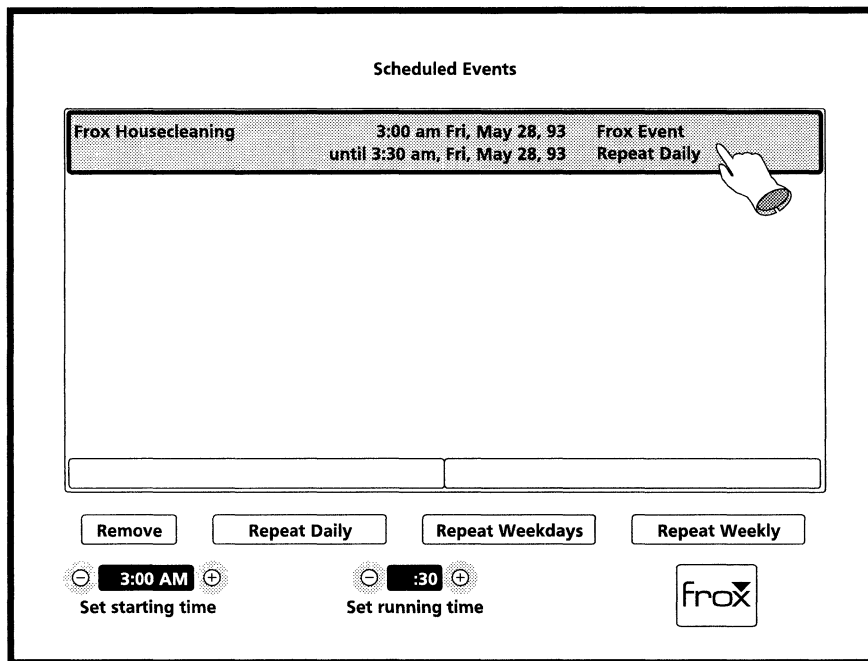 Scheduled Events
Frox Housecleaning 3:00 am Fri, May 28, 93 Frox Event
until 3:30 am, Fri, May 28, 93 Repeat Daily
Remove Repeat Daily Repeat Weekdays Repeat Weekly
3:00 AM :30
Set starting time Set running time
frox